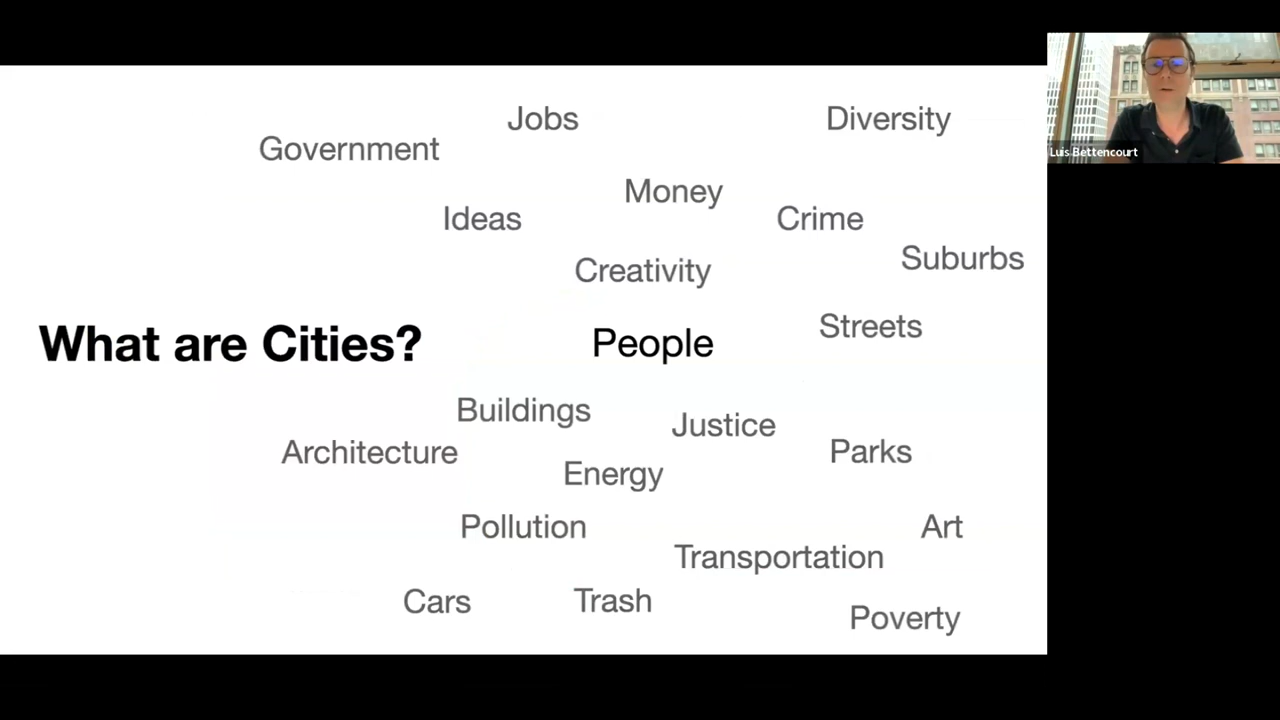 Jobs
Diversity
Government
Money
Ideas
Crime
Suburbs
Creativity
Streets
What are Cities?
People
Buildings
Justice
Architecture
Parks
Energy
Pollution
Art
Transportation
Cars
Trash
Poverty
Luis Bettencourt